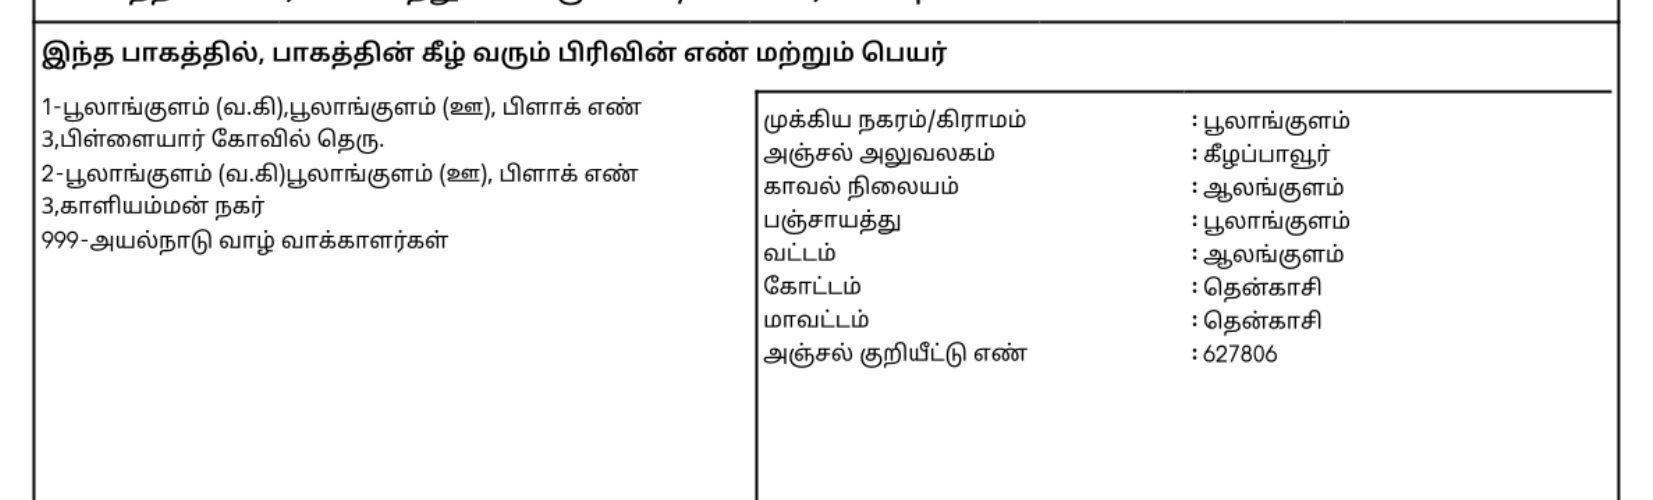 இந்த பாகத்தில், பாகத்தின் கீழ் வரும் பிரிவின் எண் மற்றும் பெயர்
1-பூலாங்குளம் (வ.கி),பூலாங்குளம் (ஊ), பிளாக் எண்
3,பிள்ளையார் கோவில் தெரு.
2-பூலாங்குளம் (வ.கி)பூலாங்குளம் (ஊ), பிளாக் எண்
3,காளியம்மன் நகர்
999-அயல்நாடு வாழ் வாக்காளர்கள்
முக்கிய நகரம்/கிராமம் : பூலாங்குளம்
அஞ்சல் அலுவலகம் : கீழப்பாவூர்
காவல் நிலையம் : ஆலங்குளம்
பஞ்சாயத்து : பூலாங்குளம்
வட்டம் : ஆலங்குளம்
கோட்டம் : தென்காசி
மாவட்டம் : தென்காசி
அஞ்சல் குறியீட்டு எண் : 627806